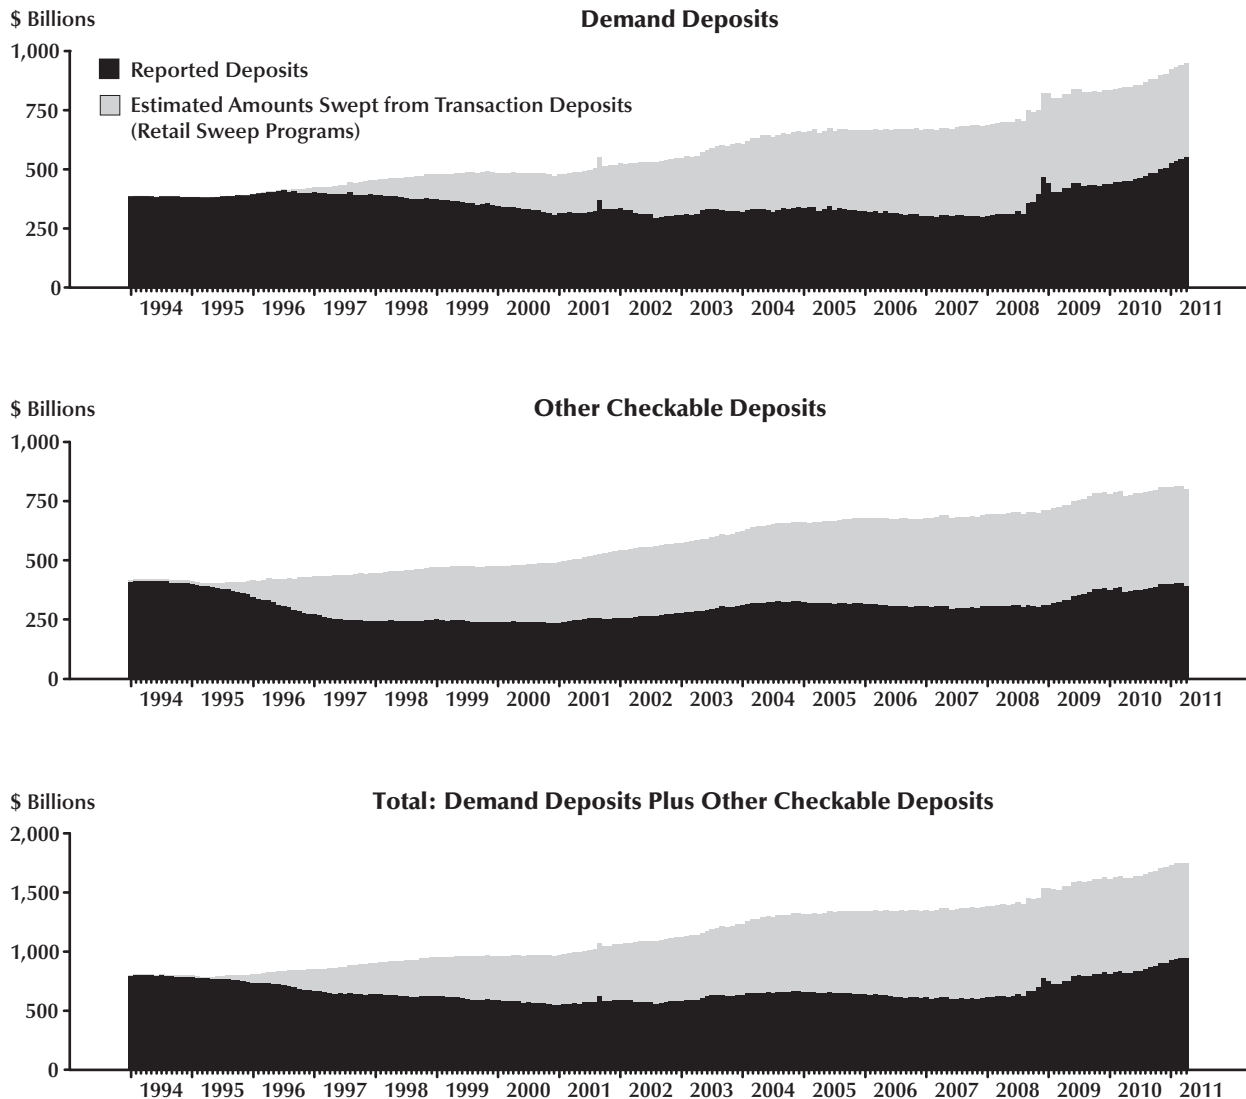 $ Billions
Demand Deposits
1,000
Reported Deposits
Estimated Amounts Swept from Transaction Deposits
(Retail Sweep Programs)
750
500
250
0
1994 1995 1996 1997 1998 1999 2000 2001 2002 2003 2004 2005 2006 2007 2008 2009 2010 2011
$ Billions
Other Checkable Deposits
1,000
750
500
250
0
1994 1995 1996 1997 1998 1999 2000 2001 2002 2003 2004 2005 2006 2007 2008 2009 2010 2011
$ Billions
Total: Demand Deposits Plus Other Checkable Deposits
2,000
1,500
1,000
500
0
1994 1995 1996 1997 1998 1999 2000 2001 2002 2003 2004 2005 2006 2007 2008 2009 2010 2011